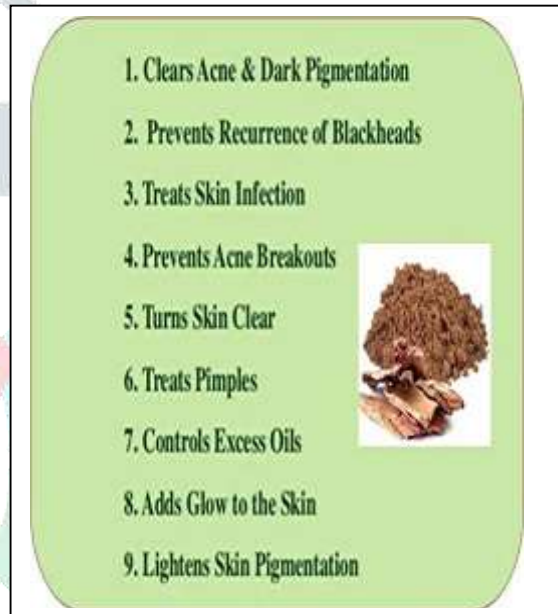 1. Clears Acne & Dark Pigmentation
2. Prevents Recurrence of Blackheads
3. Treats Skin Infection
4. Prevents Acne Breakouts
5. Turns Skin Clear
6. Treats Pimples
7. Controls Excess Oils
8. Adds Glow to the Skin
9. Lightens Skin Pigmentation